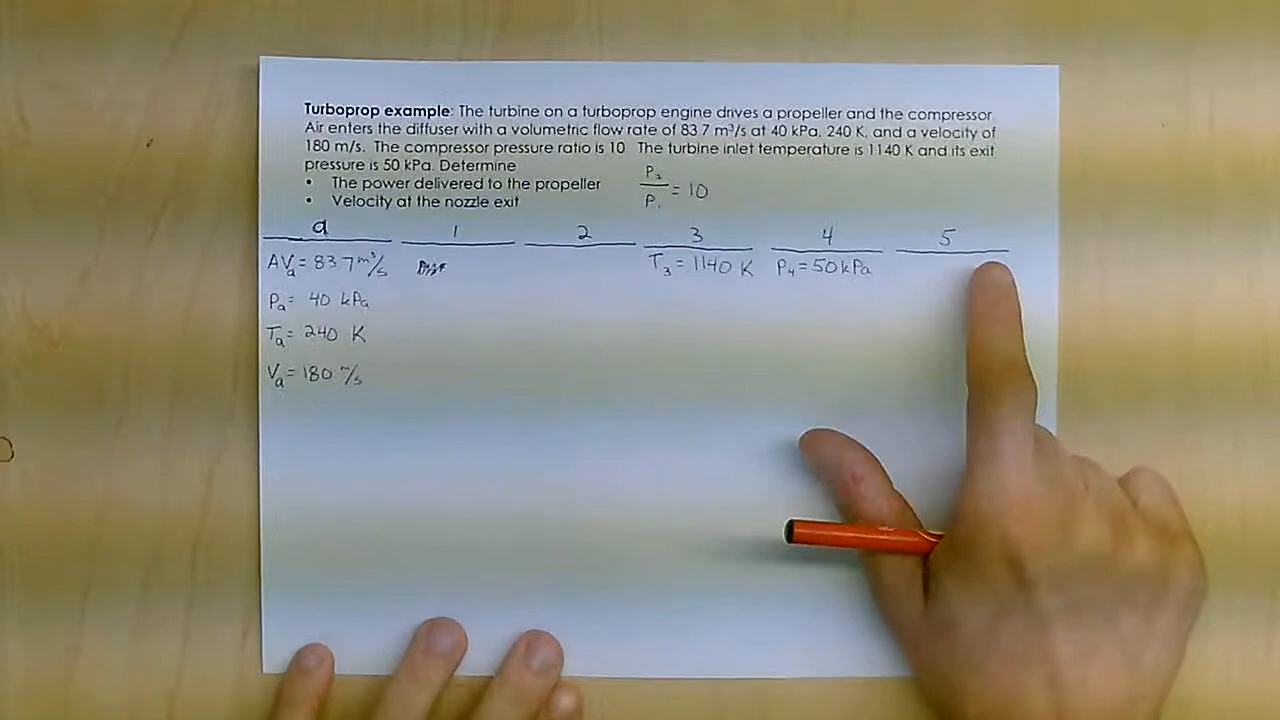 Turboprop example: The turbine on a turboprop engine drives a propeller and the compressor.
Air enters the diffuser with a volumetric flow rate of 83.7 m³/s at 40 kPa, 240 K, and a velocity of
180 m/s. The compressor pressure ratio is 10. The turbine inlet temperature is 1140 K and its exit
pressure is 50 kPa. Determine
• The power delivered to the propeller
• Velocity at the nozzle exit
P₂/P₁ = 10
a 1 2 3 4 5
AVₐ = 83.7 m³/s T₃ = 1140 K P₄ = 50 kPa
Pₐ = 40 kPa
Tₐ = 240 K
Vₐ = 180 m/s